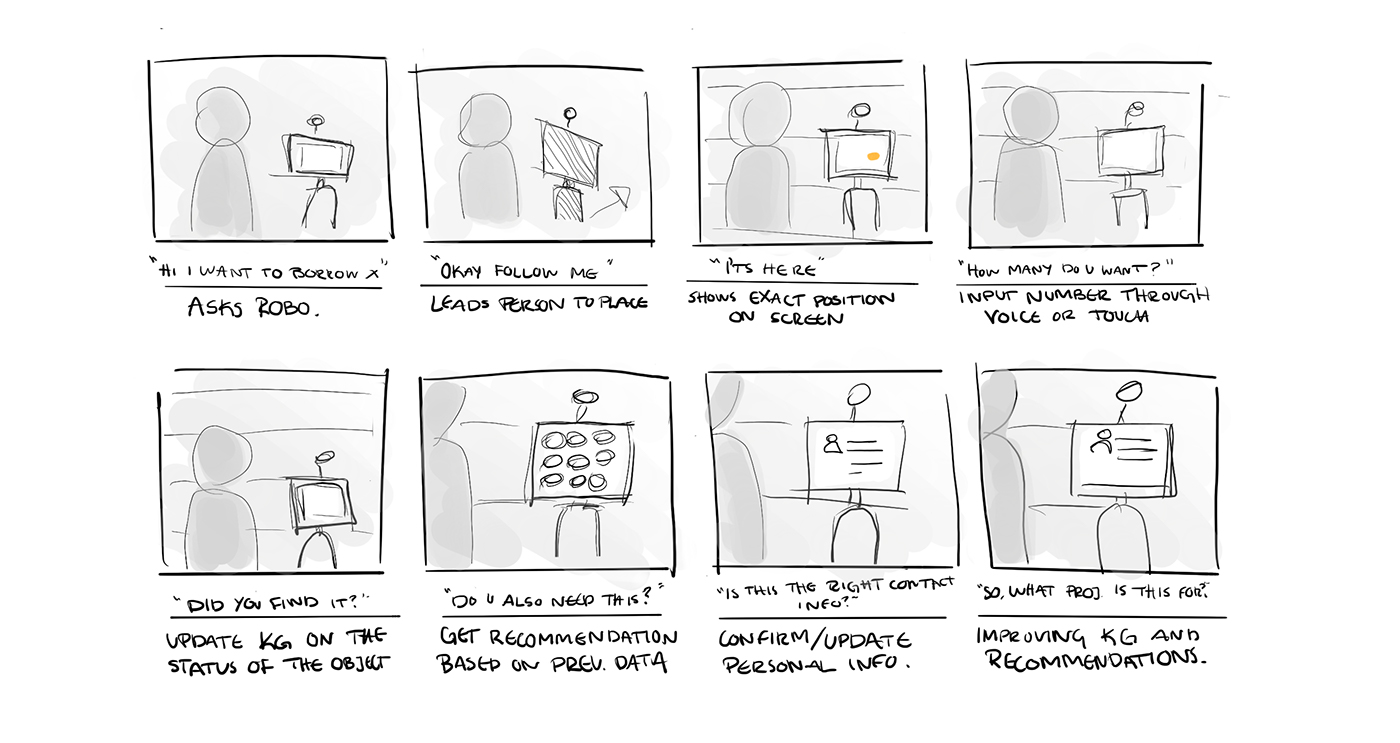 "Hi I WANT TO BORROW X"
ASKS ROBO.
"OKAY FOLLOW ME"
LEADS PERSON TO PLACE
"ITS HERE"
SHOWS EXACT POSITION
ON SCREEN
"HOW MANY DO U WANT?"
INPUT NUMBER THROUGH
VOICE OR TOUCH
"DID YOU FIND IT?"
UPDATE KG ON THE
STATUS OF THE OBJECT
"DO U ALSO NEED THIS?"
GET RECOMMENDATION
BASED ON PREV. DATA
"IS THIS THE RIGHT CONTACT
INFO?"
CONFIRM/UPDATE
PERSONAL INFO.
"SO, WHAT PROJ. IS THIS FOR?"
IMPROVING KG AND
RECOMMENDATIONS.